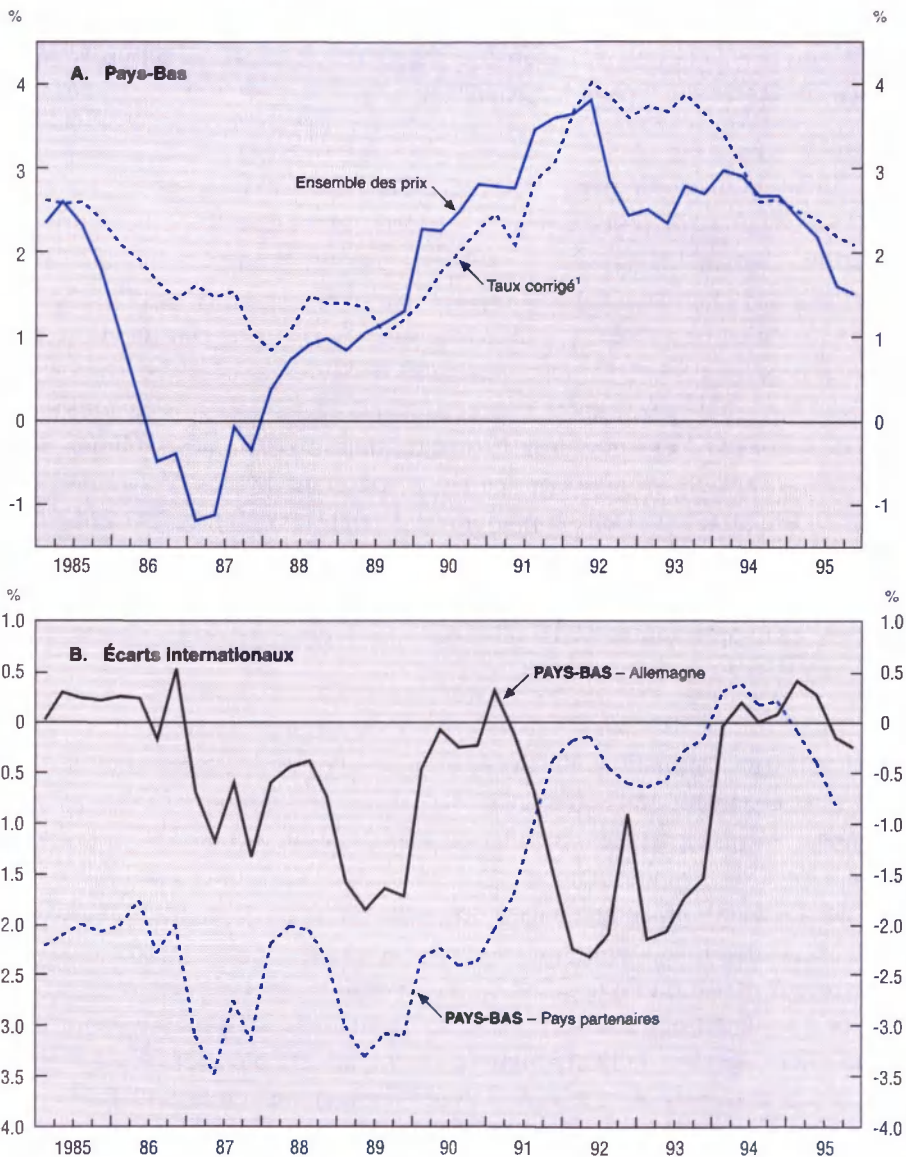 % %
A. Pays-Bas
4 4
3 3
Ensemble des prix
2 2
Taux corrigé¹
1 1
0 0
-1 -1
1985 86 87 88 89 90 91 92 93 94 95
% %
1.0 1.0
B. Écarts internationaux
0.5 0.5
PAYS-BAS – Allemagne
0 0
0.5 -0.5
1.0 -1.0
1.5 -1.5
2.0 -2.0
2.5 -2.5
3.0 -3.0
PAYS-BAS – Pays partenaires
3.5 -3.5
4.0 -4.0
1985 86 87 88 89 90 91 92 93 94 95